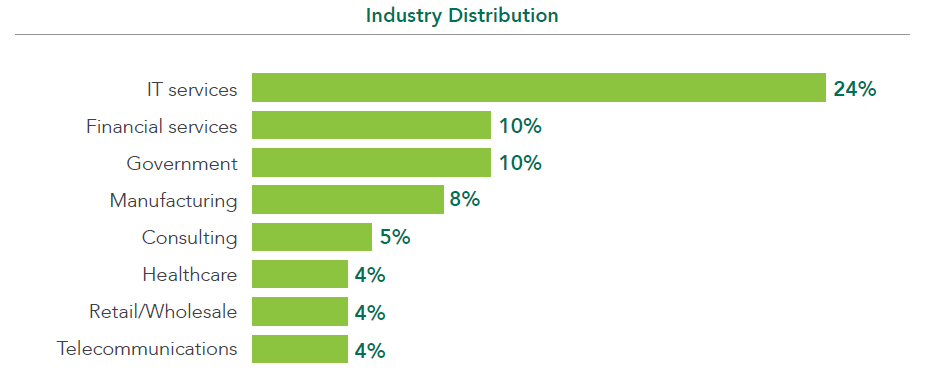 Industry Distribution
IT services 24%
Financial services 10%
Government 10%
Manufacturing 8%
Consulting 5%
Healthcare 4%
Retail/Wholesale 4%
Telecommunications 4%